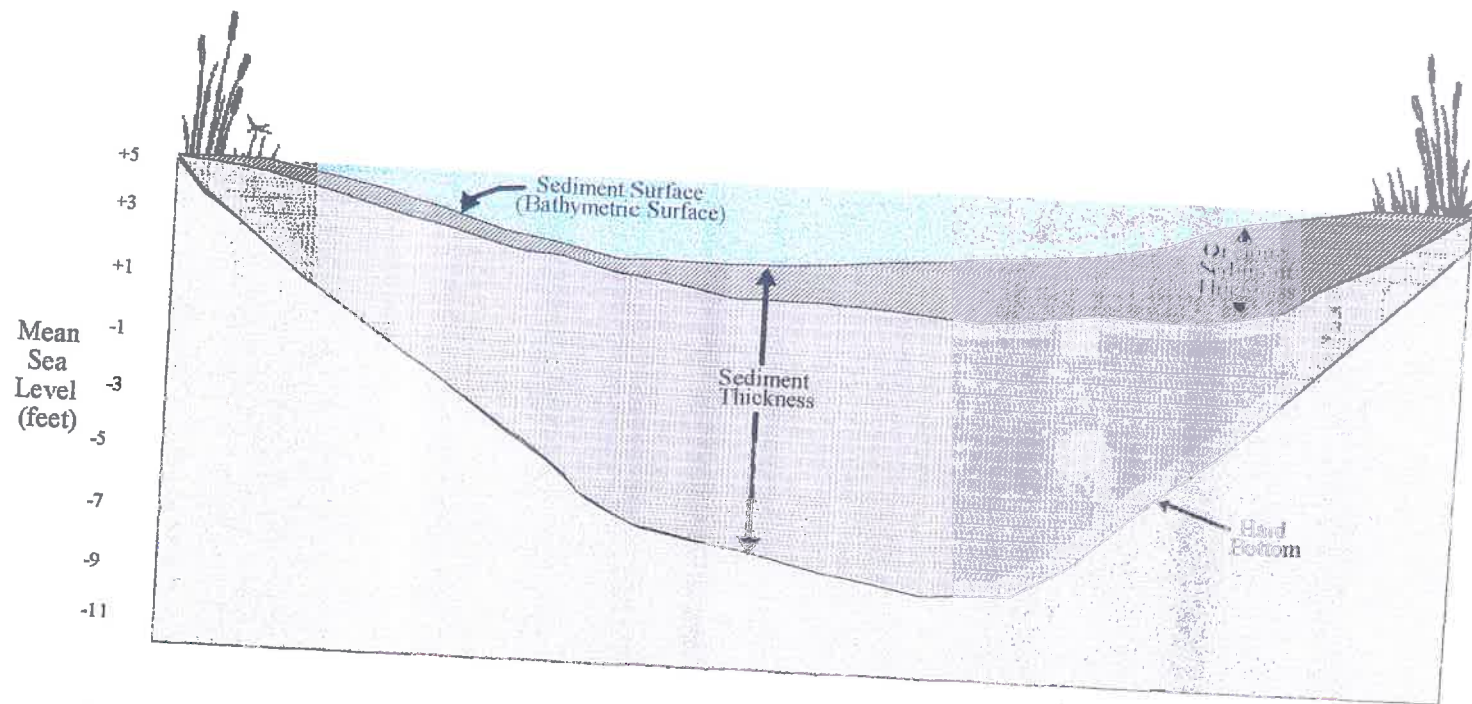 +5
+3
+1
-1
-3
-5
-7
-9
-11
Mean
Sea
Level
(feet)
Sediment Surface
(Bathymetric Surface)
Sediment
Thickness
Hard
Bottom